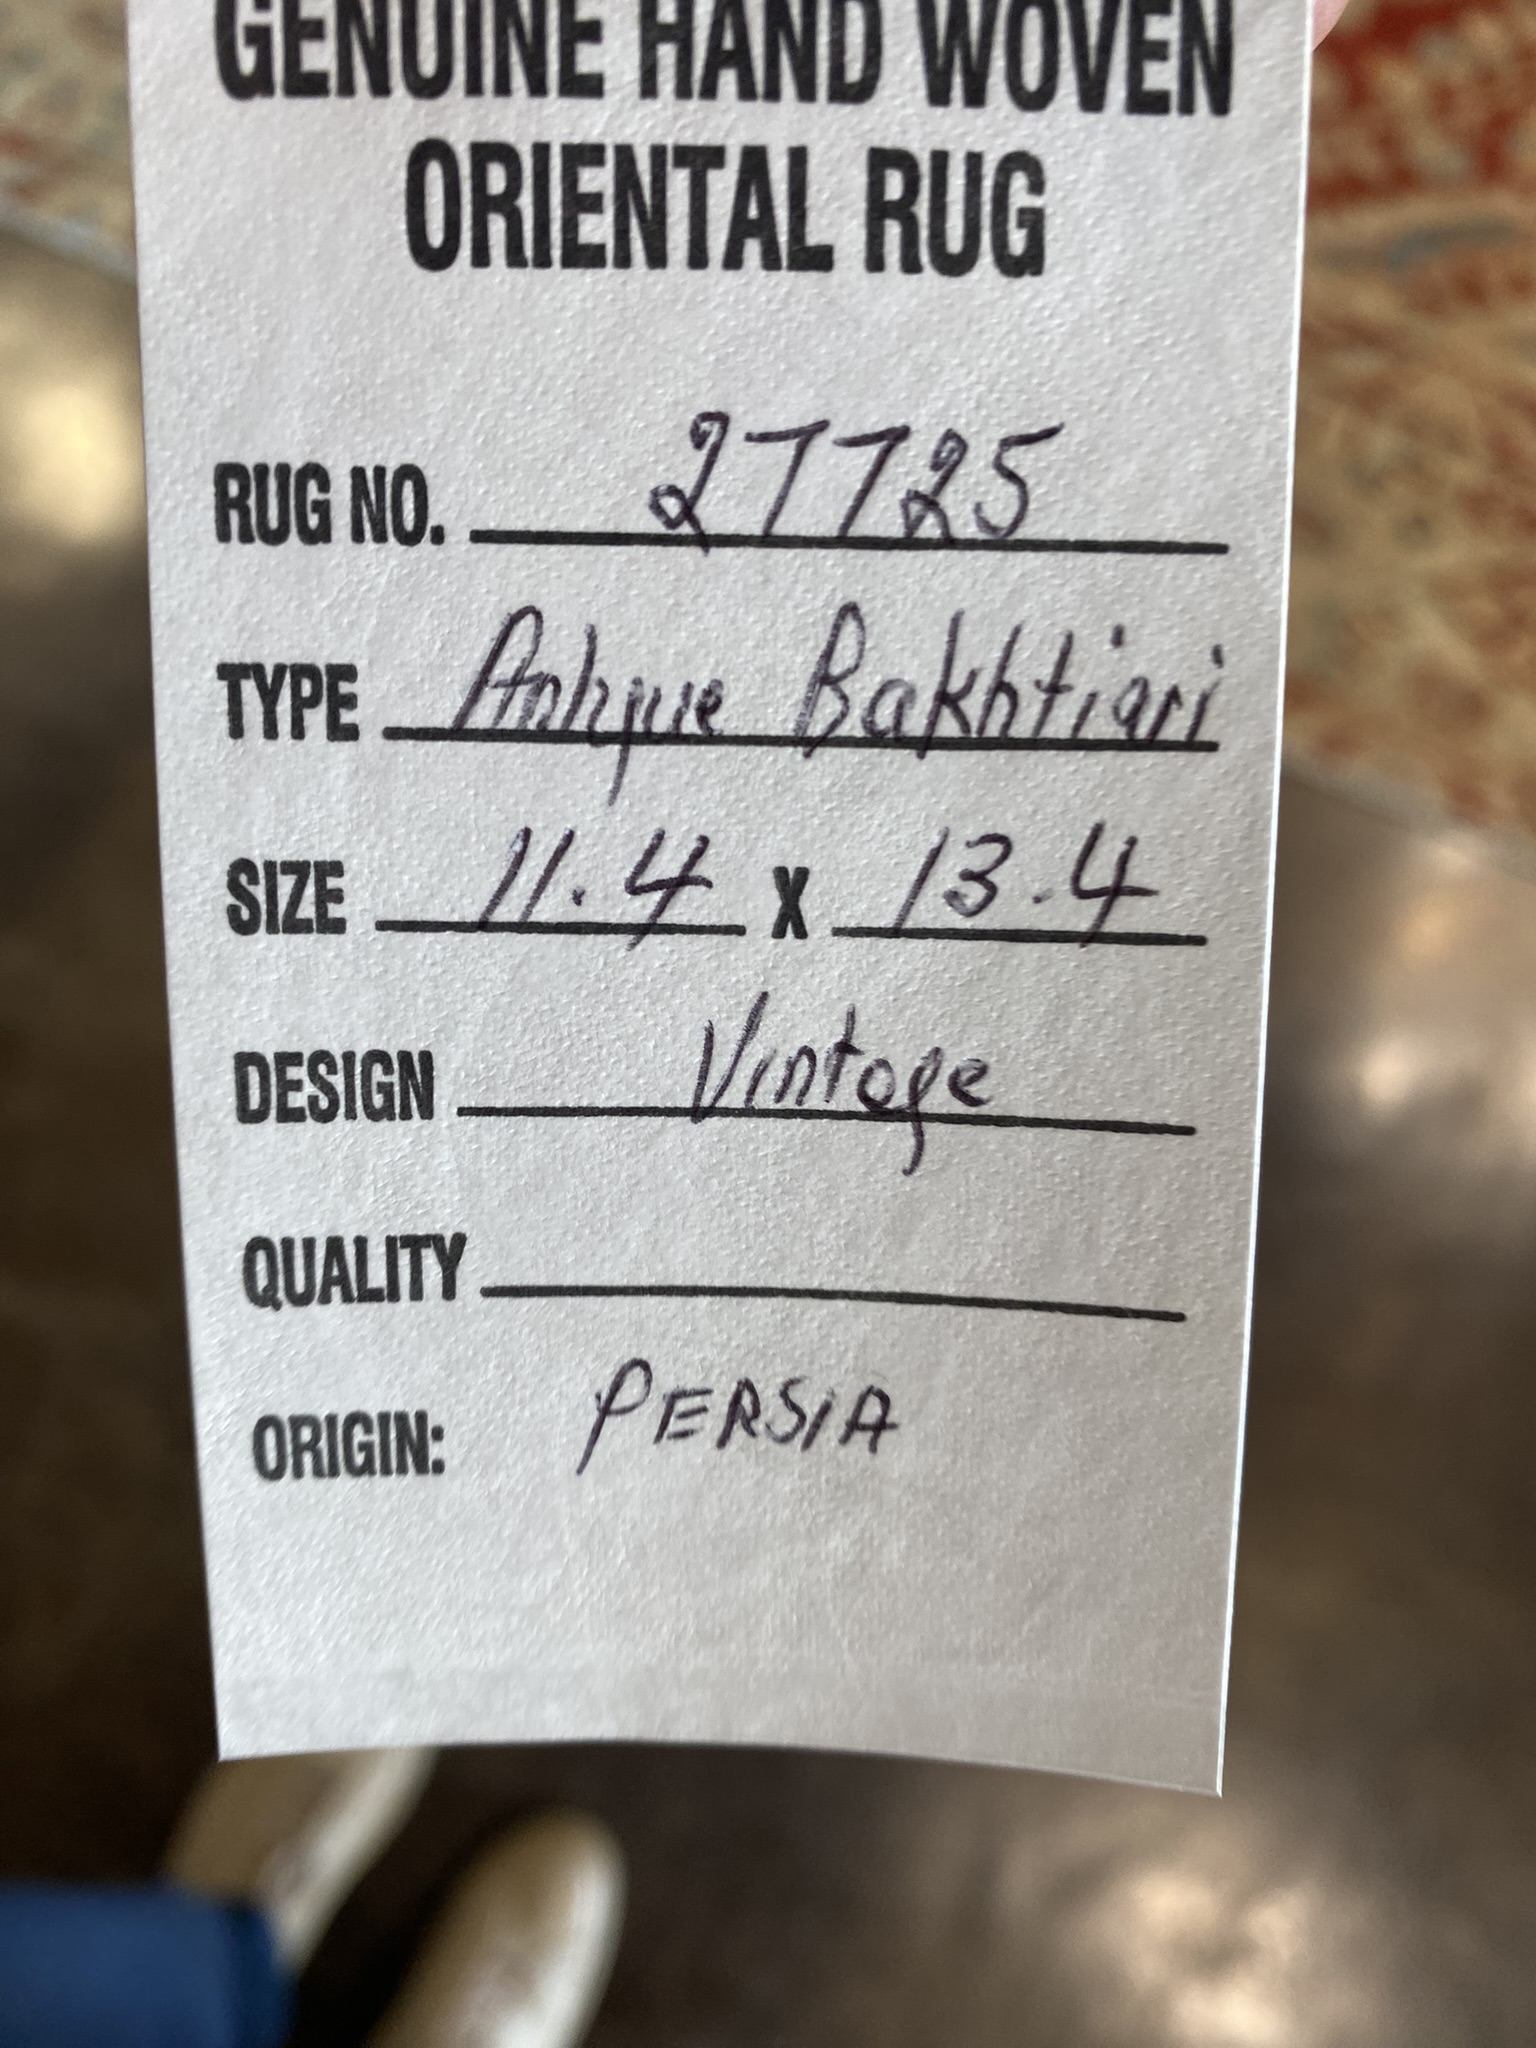 GENUINE HAND WOVEN
ORIENTAL RUG
RUG NO. 27725
TYPE Antique Bakhtiari
SIZE 11.4 X 13.4
DESIGN Vintage
QUALITY
ORIGIN: PERSIA